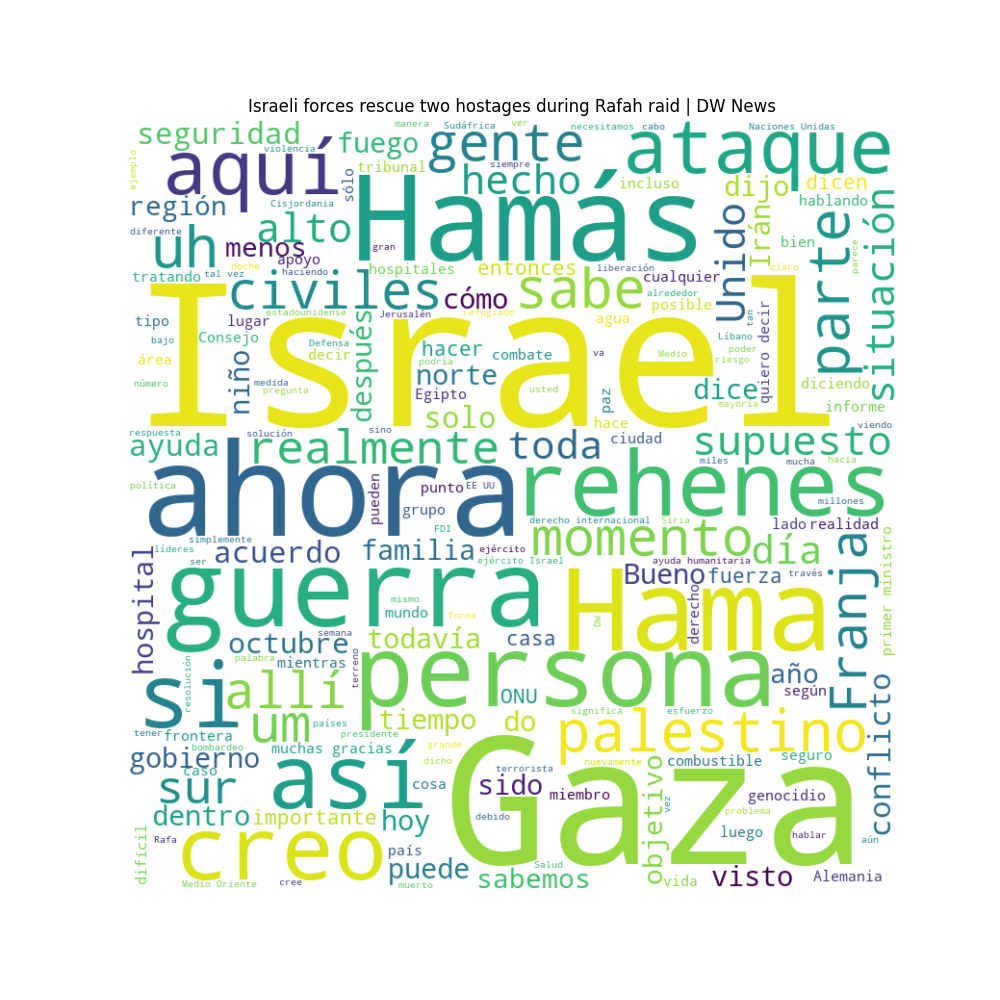 Israeli forces rescue two hostages during Rafah raid | DW News
manera
Sudáfrica
ver
necesitamos
cabo
Naciones Unidas
seguridad
fuego
gente
ataque
violencia
aquí
tribunal
siempre
hecho
incluso
dijo
dicen
ejemplo
sólo
Hamás
Cisjordania
hablando
región
alto
Unido
Irán
parte
situación
diferente
uh
menos
gran
bien
parece
apoyo
noche
tratando
tal vez
haciendo
hospitales
entonces
liberación
cualquier
claro
civiles
cómo
sabe
alrededor
posible
Israel
estadounidense
Jerusalén
refugiado
agua
tan
tipo
lugar
después
Consejo
Defensa
bajo
decir
podría
hacer
combate
va
Medio
Líbano
poder
riesgo
quiero decir
área
niño
norte
número
medida
pregunta
Egipto
usted
paz
dice
mayoría
diciendo
solo
hace
informe
respuesta
solución
sino
ciudad
viendo
ayuda
realmente
toda
supuesto
miles
mucha
hacia
ahora
rehenes
política
pueden
punto
EE UU
millones
grupo
FDI
derecho internacional
Siria
lado
realidad
simplemente
momento
día
líderes
acuerdo
familia
ejército
ser
ejército Israel
ayuda humanitaria
hospital
guerra
Hama
Bueno
fuerza
través
Franja
primer ministro
mismo
mundo
forma
DW
derecho
semana
octubre
todavía
casa
palabra
mientras
terreno
resolución
persona
año
según
si
allí
ONU
tener
frontera
um
países
tiempo
do
significa
esfuerzo
palestino
conflicto
presidente
bombardeo
muchas gracias
grande
gobierno
caso
dicho
terrorista
nuevamente
combustible
seguro
sur
así
cosa
sido
miembro
Gaza
objetivo
vez
genocidio
dentro
importante
hoy
debido
problema
luego
hablar
aún
difícil
Rafa
creo
país
puede
Salud
Medio Oriente
cree
muerto
sabemos
vida
visto
Alemania